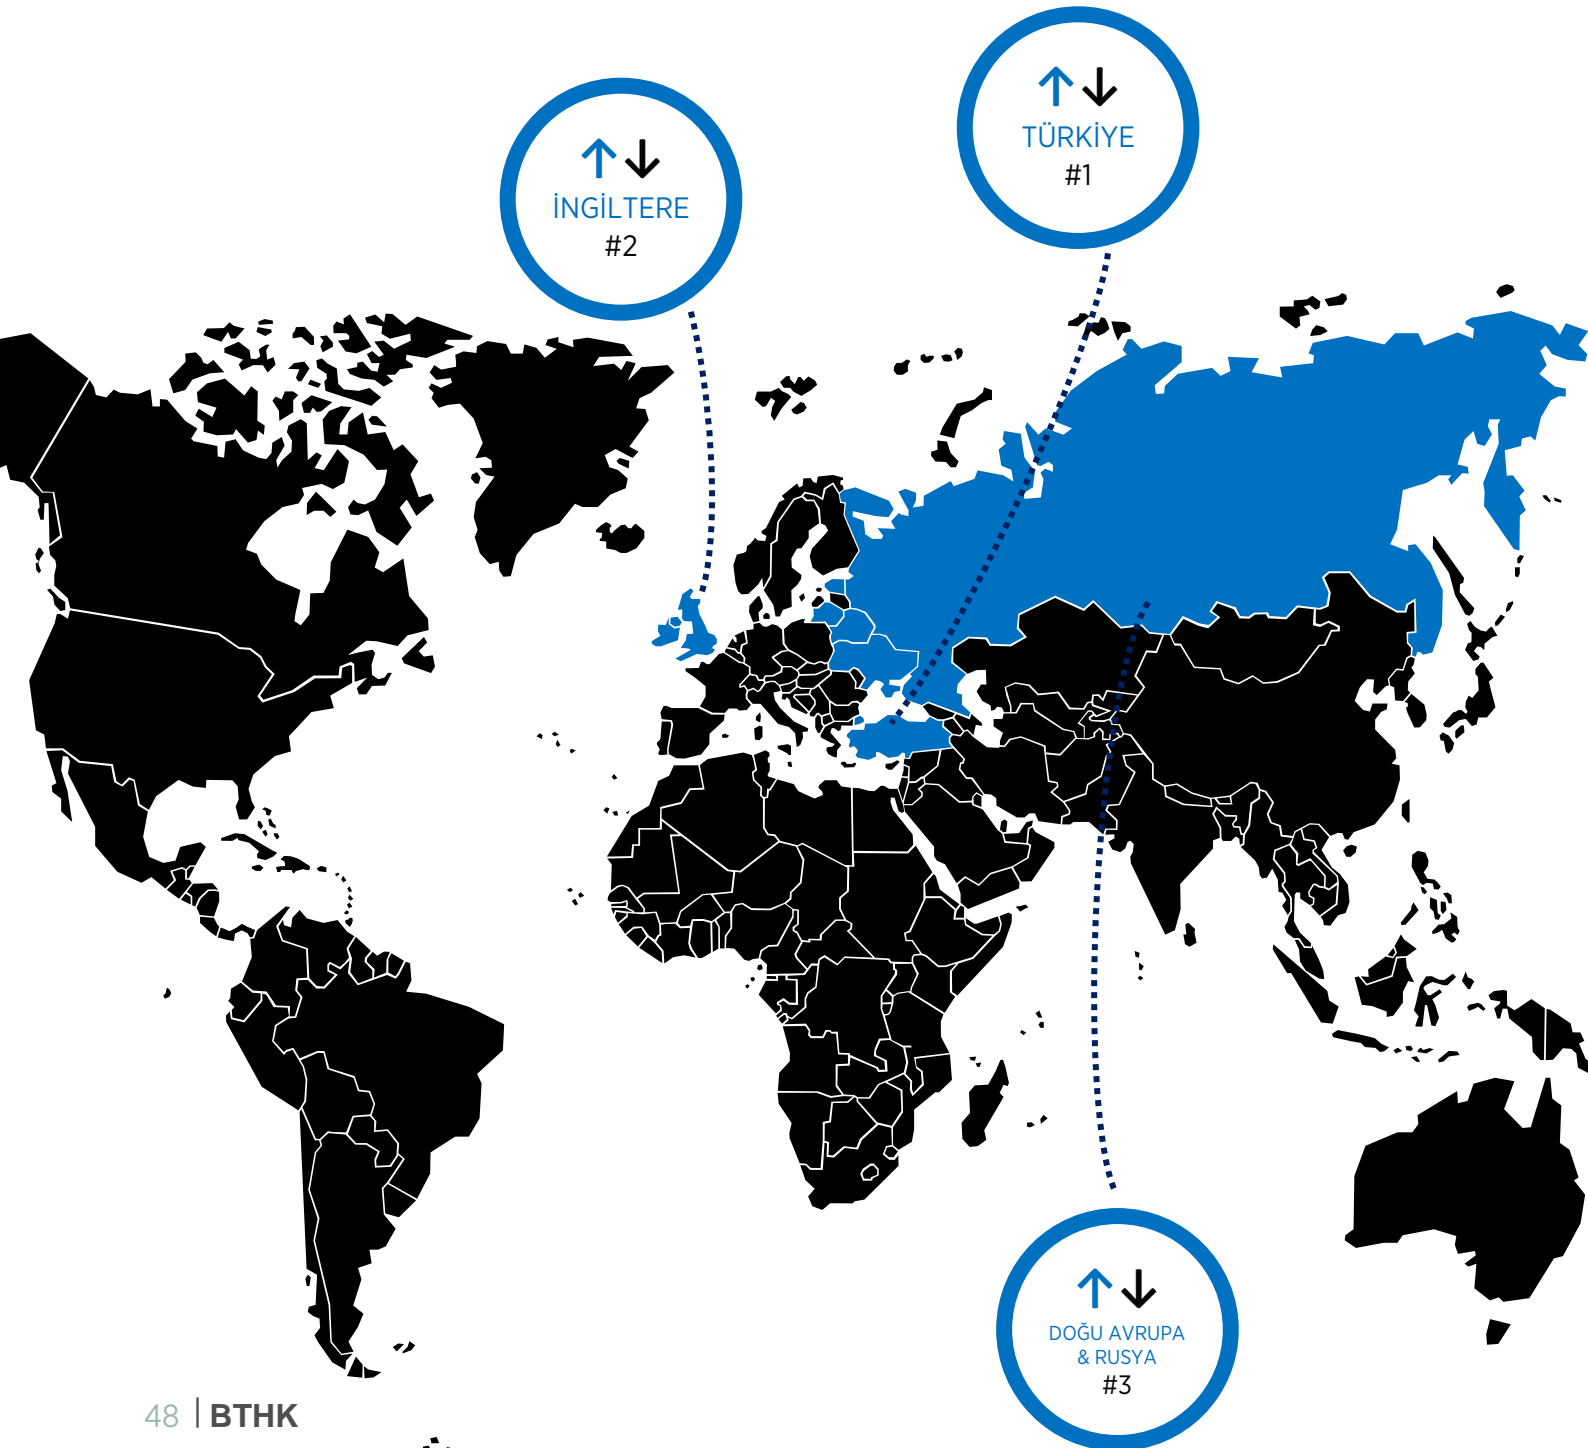 TÜRKİYE
#1
İNGİLTERE
#2
DOĞU AVRUPA
& RUSYA
#3
48 | BTHK